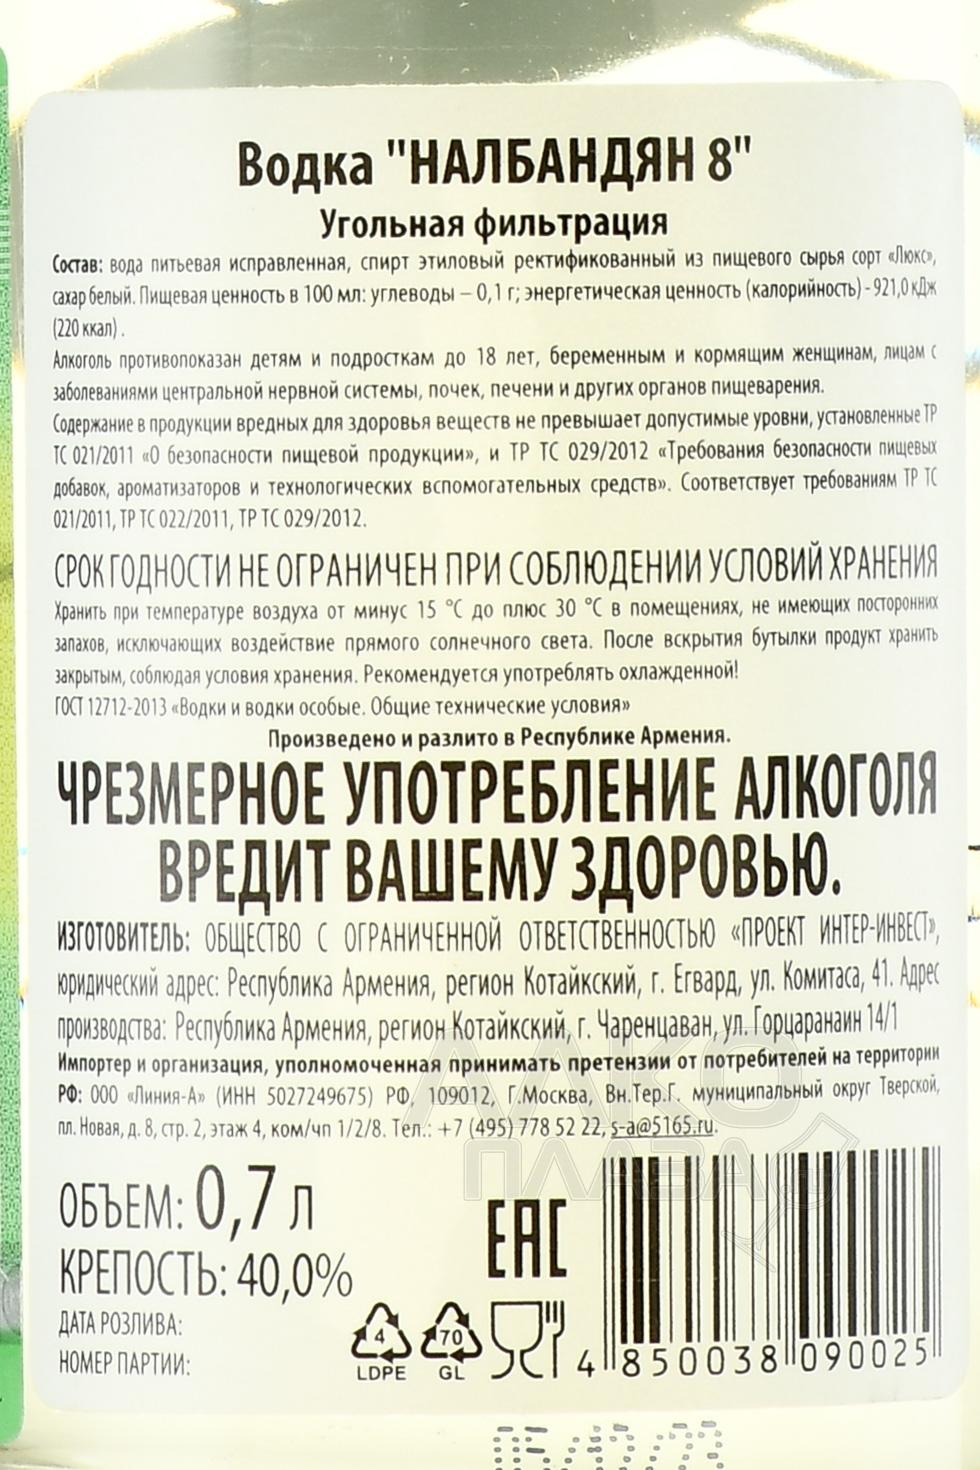 Водка "НАЛБАНДЯН 8"
Угольная фильтрация
Состав: вода питьевая исправленная, спирт этиловый ректификованный из пищевого сырья сорт «Люкс»,
сахар белый. Пищевая ценность в 100 мл: углеводы – 0,1 г; энергетическая ценность (калорийность) - 921,0 кДж
(220 ккал) .
Алкоголь противопоказан детям и подросткам до 18 лет, беременным и кормящим женщинам, лицам с
заболеваниями центральной нервной системы, почек, печени и других органов пищеварения.
Содержание в продукции вредных для здоровья веществ не превышает допустимые уровни, установленные ТР
ТС 021/2011 «О безопасности пищевой продукции», и ТР ТС 029/2012 «Требования безопасности пищевых
добавок, ароматизаторов и технологических вспомогательных средств». Соответствует требованиям ТР ТС
021/2011, ТР ТС 022/2011, ТР ТС 029/2012.
СРОК ГОДНОСТИ НЕ ОГРАНИЧЕН ПРИ СОБЛЮДЕНИИ УСЛОВИЙ ХРАНЕНИЯ
Хранить при температуре воздуха от минус 15 °С до плюс 30 °С в помещениях, не имеющих посторонних
запахов, исключающих воздействие прямого солнечного света. После вскрытия бутылки продукт хранить
закрытым, соблюдая условия хранения. Рекомендуется употреблять охлажденной!
ГОСТ 12712-2013 «Водки и водки особые. Общие технические условия»
Произведено и разлито в Республике Армения.
ЧРЕЗМЕРНОЕ УПОТРЕБЛЕНИЕ АЛКОГОЛЯ
ВРЕДИТ ВАШЕМУ ЗДОРОВЬЮ.
ИЗГОТОВИТЕЛЬ: ОБЩЕСТВО С ОГРАНИЧЕННОЙ ОТВЕТСТВЕННОСТЬЮ «ПРОЕКТ ИНТЕР-ИНВЕСТ»,
юридический адрес: Республика Армения, регион Котайкский, г. Егвард, ул. Комитаса, 41. Адрес
производства: Республика Армения, регион Котайкский, г. Чаренцаван, ул. Горцаранаин 14/1
Импортер и организация, уполномоченная принимать претензии от потребителей на территории
РФ: ООО «Линия-А» (ИНН 5027249675) РФ, 109012, Г.Москва, Вн.Тер.Г. муниципальный округ Тверской,
пл. Новая, д. 8, стр. 2, этаж 4, ком/чп 1/2/8. Тел.: +7 (495) 778 52 22, s-a@5165.ru.
АЛКО
ПЛАЗА
ОБЪЕМ: 0,7 л
КРЕПОСТЬ: 40,0%
ДАТА РОЗЛИВА:
НОМЕР ПАРТИИ:
EAC
4
LDPE
70
GL
4 850038 090025